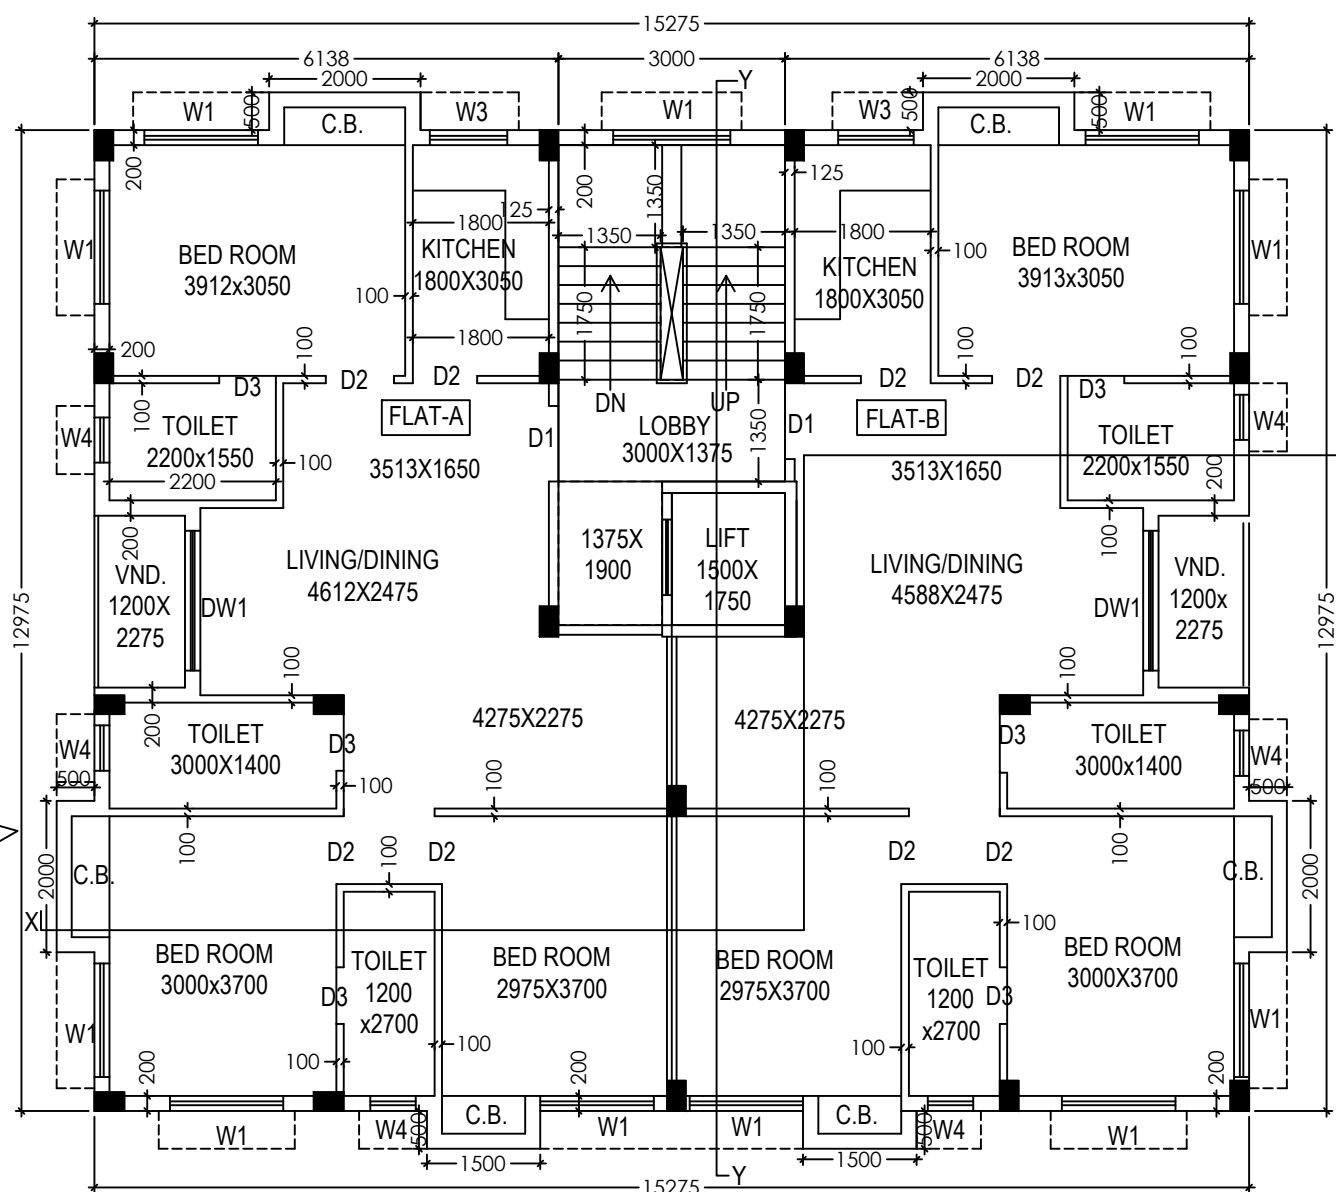 15275
6138
3000
6138
2000
Y
2000
W1
500
C.B.
W3
W1
W3
500
C.B.
500
W1
200
200
1350
125
125
1800
1350
1350
1800
W1
BED ROOM
3912x3050
KITCHEN
1800X3050
100
KITCHEN
1800X3050
100
BED ROOM
3913x3050
W1
1750
1750
1800
200
100
100
100
D3
D2
D2
D2
D2
D3
DN
UP
100
FLAT-A
LOBBY
3000X1375
1350
D1
D1
FLAT-B
W4
TOILET
2200x1550
100
3513X1650
3513X1650
TOILET
2200x1550
W4
2200
200
200
100
1375X
1900
LIFT
1500X
1750
LIVING/DINING
4612X2475
LIVING/DINING
4588X2475
VND.
1200X
2275
DW1
DW1
VND.
1200x
2275
12975
12975
100
100
200
4275X2275
4275X2275
W4
TOILET
3000X1400
D3
D3
TOILET
3000x1400
W4
500
100
100
100
500
100
D2
100
D2
D2
D2
100
C.B.
2000
C.B.
2000
X
100
BED ROOM
3000x3700
TOILET
1200
x2700
BED ROOM
2975X3700
BED ROOM
2975X3700
TOILET
1200
x2700
BED ROOM
3000X3700
D3
D3
W1
W1
100
100
100
200
200
200
W1
W4
500
C.B.
W1
W1
C.B.
500
W4
W1
1500
1500
Y
15275